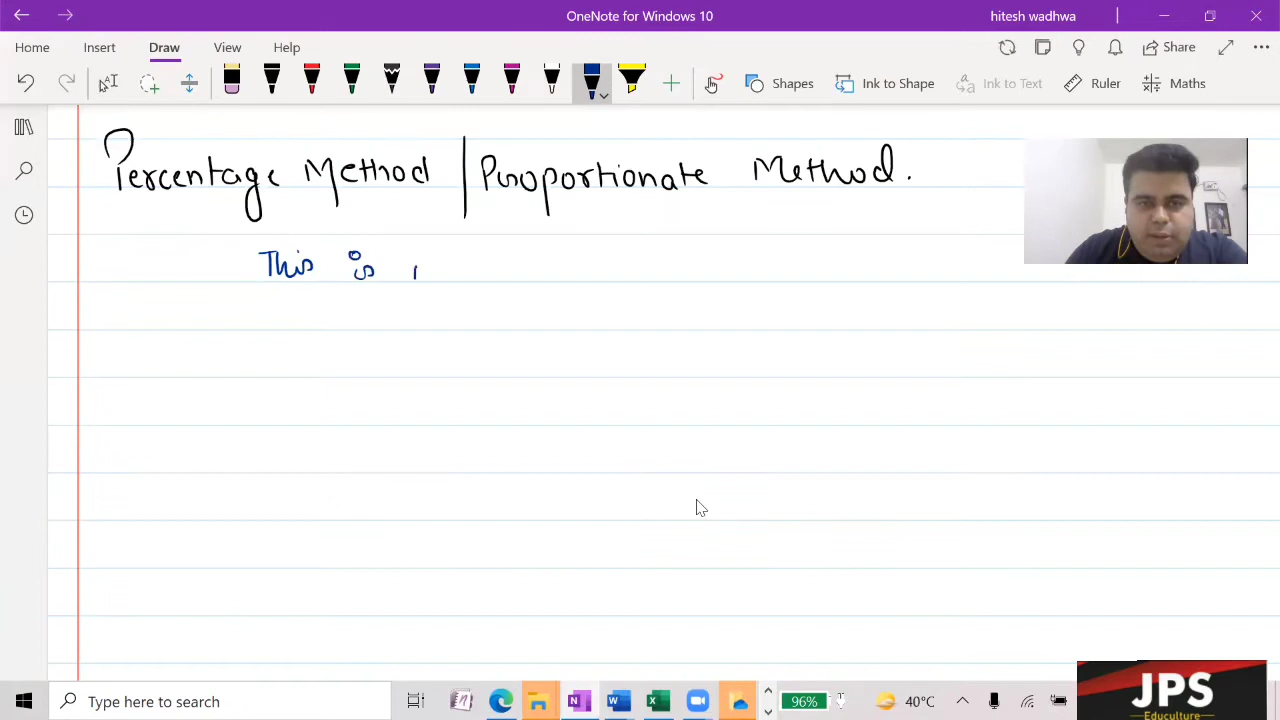 OneNote for Windows 10
hitesh wadhwa
Home Insert Draw View Help
Share
Shapes
Ink to Shape
Ink to Text
Ruler
Maths
Percentage Method | Proportionate Method.
This is
Type here to search
96%
40°C
JPS
Educulture